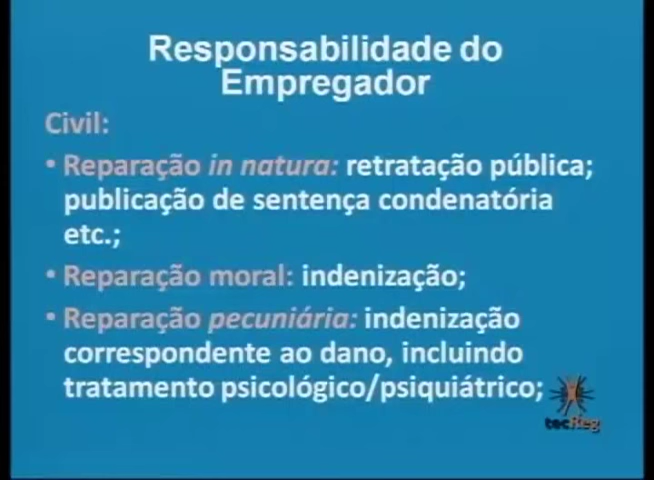 Responsabilidade do
Empregador
Civil:
• Reparação in natura: retratação pública;
publicação de sentença condenatória
etc.;
• Reparação moral: indenização;
• Reparação pecuniária: indenização
correspondente ao dano, incluindo
tratamento psicológico/psiquiátrico;
tecReg